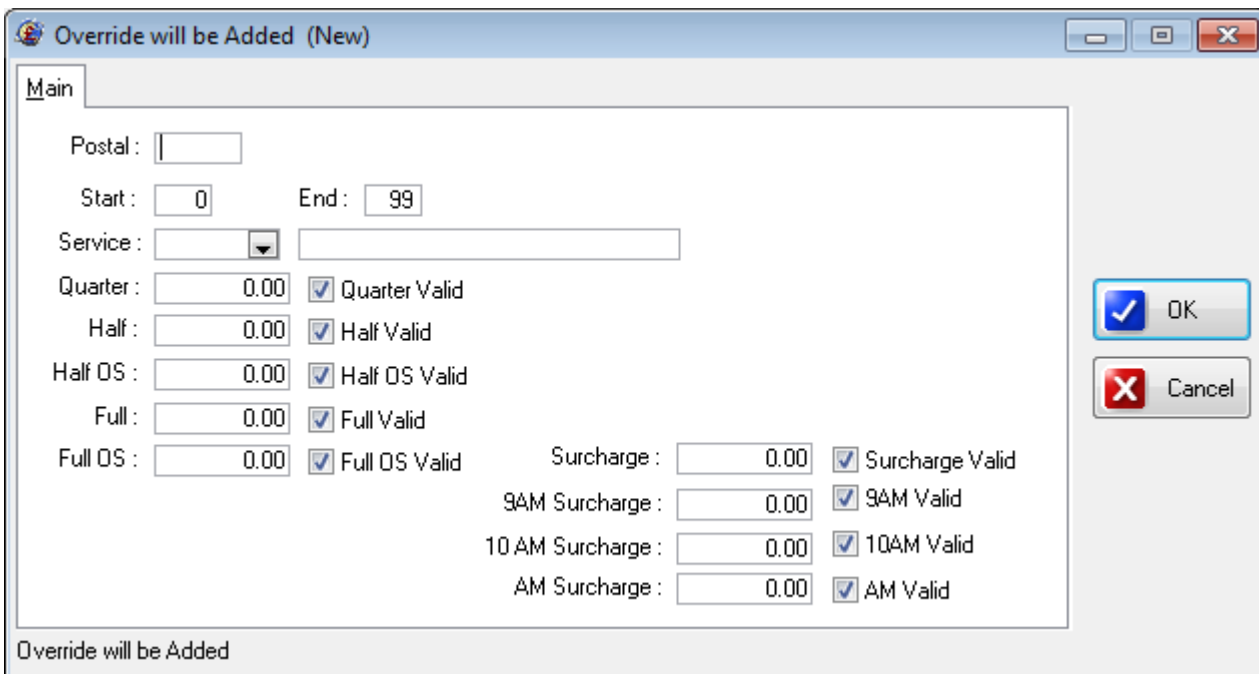 Override will be Added (New)
Main
Postal :
Start : 0 End : 99
Service :
Quarter : 0.00 Quarter Valid
Half : 0.00 Half Valid
Half OS : 0.00 Half OS Valid
Full : 0.00 Full Valid
Full OS : 0.00 Full OS Valid
Surcharge : 0.00 Surcharge Valid
9AM Surcharge : 0.00 9AM Valid
10 AM Surcharge : 0.00 10AM Valid
AM Surcharge : 0.00 AM Valid
OK
Cancel
Override will be Added